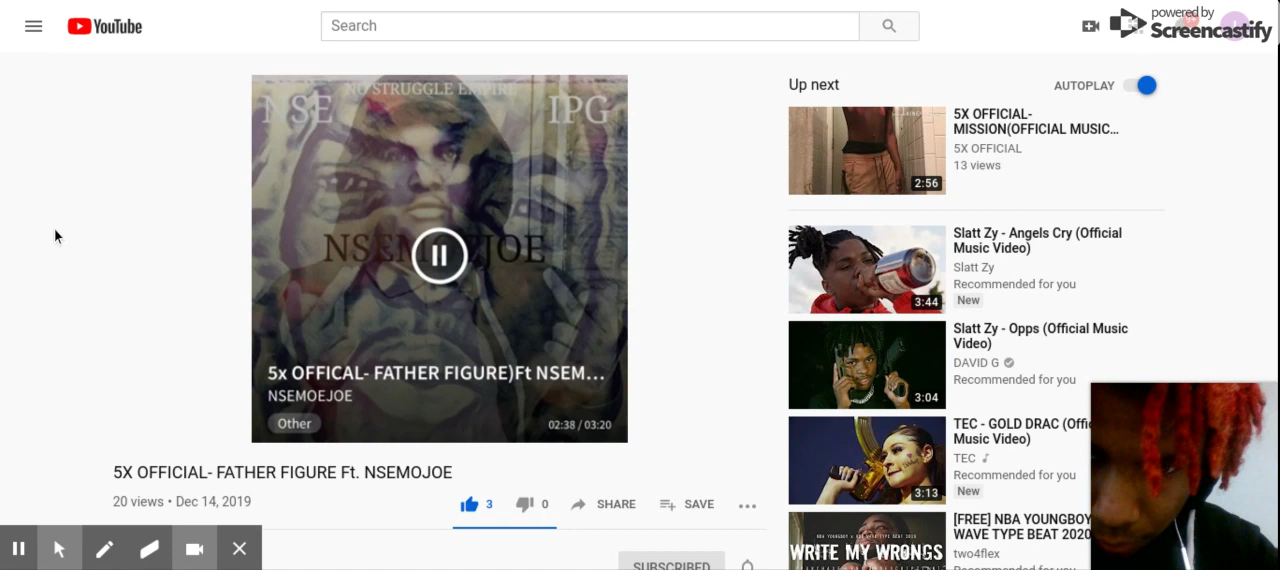 YouTube
Search
powered by
Screencastify
NO STRUGGLE EMPIRE
NSE
IPG
5x OFFICAL- FATHER FIGURE)Ft NSEM...
NSEMOEJOE
Other
02:38 / 03:20
5X OFFICIAL- FATHER FIGURE Ft. NSEMOJOE
20 views • Dec 14, 2019
3
0
SHARE
SAVE
SUBSCRIBED
Up next
AUTOPLAY
5X OFFICIAL-
MISSION(OFFICIAL MUSIC...
5X OFFICIAL
13 views
2:56
Slatt Zy - Angels Cry (Official
Music Video)
Slatt Zy
Recommended for you
New
3:44
Slatt Zy - Opps (Official Music
Video)
DAVID G
Recommended for you
3:04
TEC - GOLD DRAC (Offic
Music Video)
TEC
Recommended for you
New
3:13
[FREE] NBA YOUNGBOY
WAVE TYPE BEAT 2020
two4flex
Recommended for you
WRITE MY WRONGS